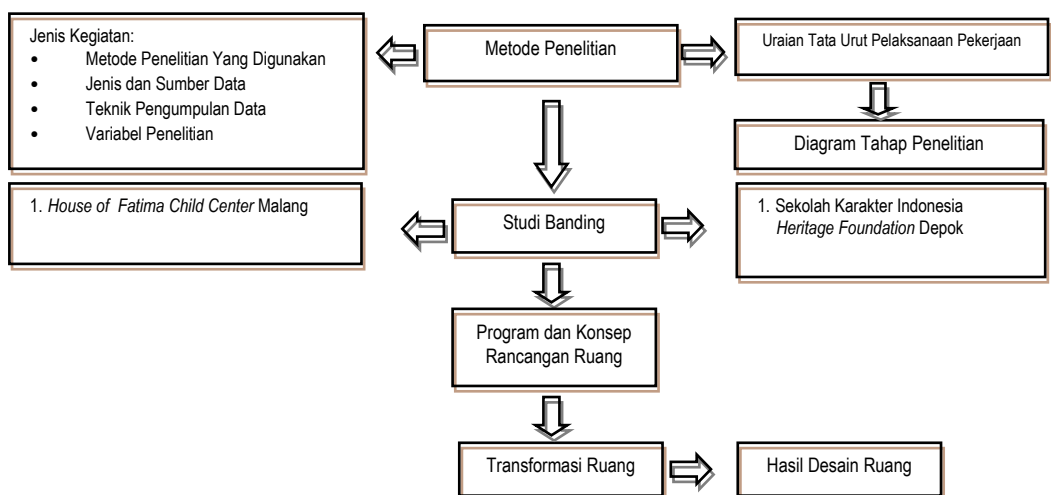 Jenis Kegiatan:
• Metode Penelitian Yang Digunakan
• Jenis dan Sumber Data
• Teknik Pengumpulan Data
• Variabel Penelitian
Metode Penelitian
Uraian Tata Urut Pelaksanaan Pekerjaan
Diagram Tahap Penelitian
1. House of Fatima Child Center Malang
Studi Banding
1. Sekolah Karakter Indonesia
Heritage Foundation Depok
Program dan Konsep
Rancangan Ruang
Transformasi Ruang
Hasil Desain Ruang